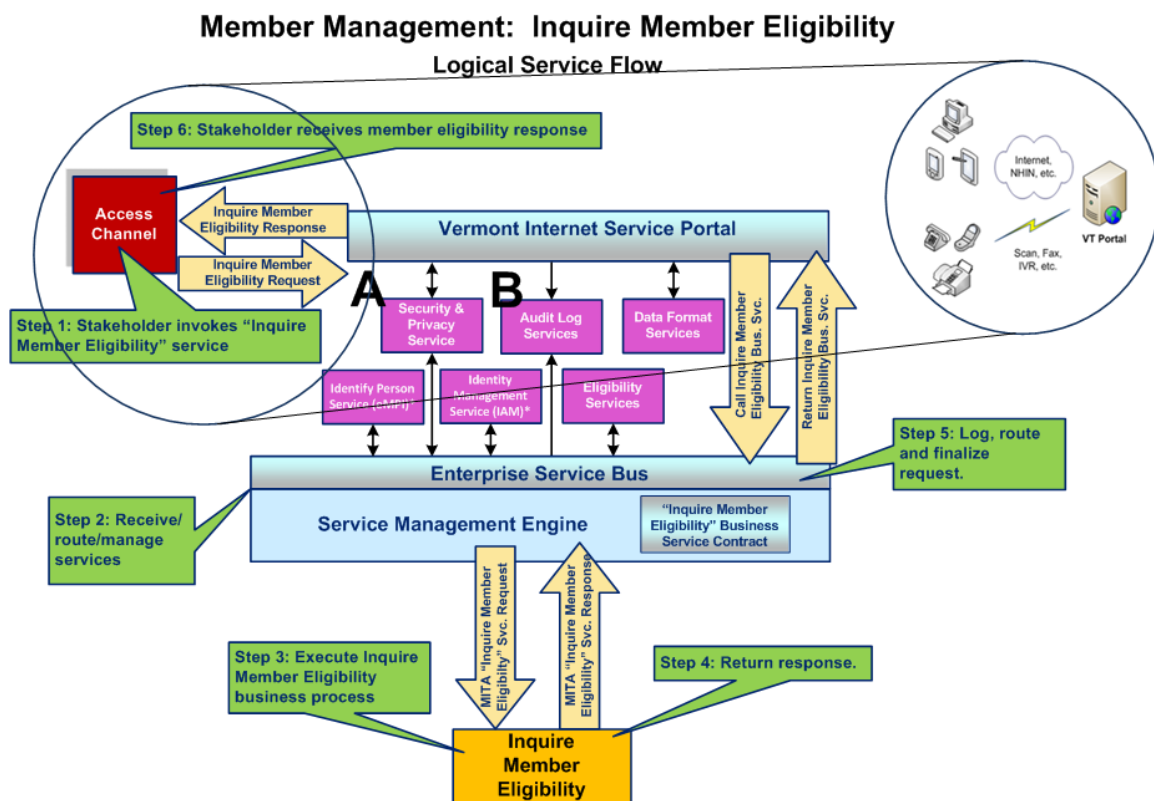 Member Management:  Inquire Member Eligibility
Logical Service Flow
Step 6: Stakeholder receives member eligibility response
Access
Channel
Inquire Member
Eligibility Response
Inquire Member
Eligibility Request
Step 1: Stakeholder invokes “Inquire
Member Eligibility” service
Vermont Internet Service Portal
A
B
Security &
Privacy
Service
Audit Log
Services
Data Format
Services
Identify Person
Service (eMPI)*
Identity
Management
Service (IAM)*
Eligibility
Services
Call Inquire Member
Eligibility Bus. Svc.
Return Inquire Member
Eligibility Bus. Svc.
Internet,
NHIN, etc.
VT Portal
Scan, Fax,
IVR, etc.
Step 5: Log, route
and finalize
request.
Enterprise Service Bus
Step 2: Receive/
route/manage
services
Service Management Engine
“Inquire Member
Eligibility” Business
Service Contract
MITA “Inquire Member
Eligibility” Svc. Request
MITA “Inquire Member
Eligibility” Svc. Response
Step 3: Execute Inquire
Member Eligibility
business process
Step 4: Return response.
Inquire
Member
Eligibility